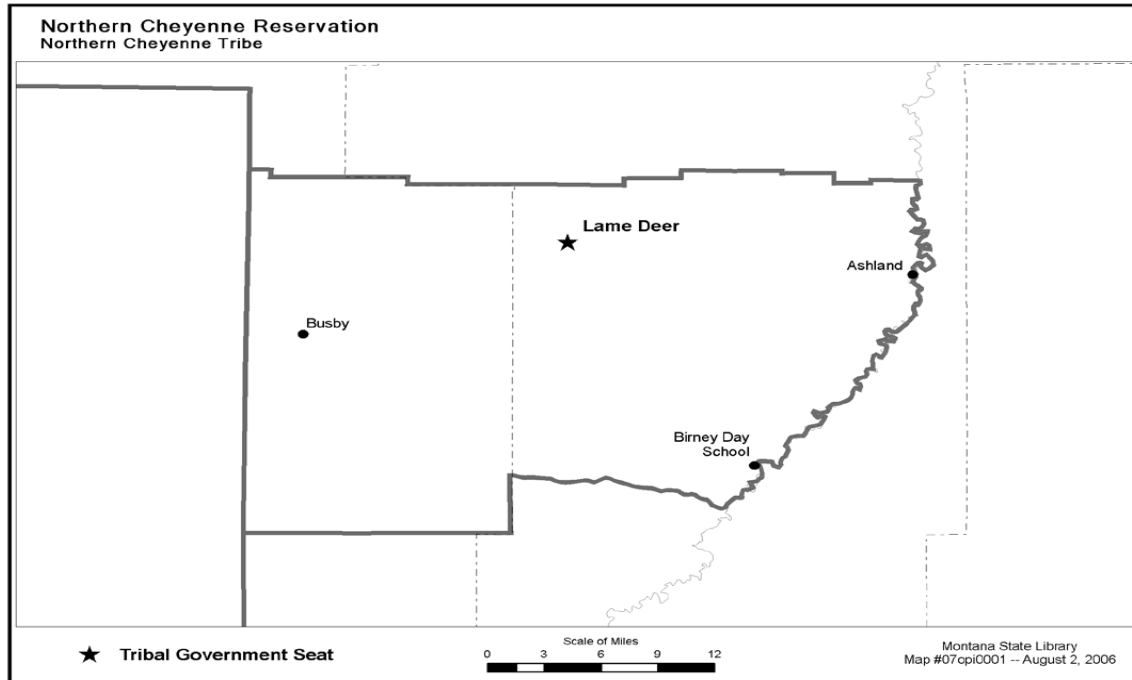 Northern Cheyenne Reservation
Northern Cheyenne Tribe
Lame Deer
Ashland
Busby
Birney Day
School
Tribal Government Seat
Scale of Miles
0 3 6 9 12
Montana State Library
Map #07cpi0001 -- August 2, 2006